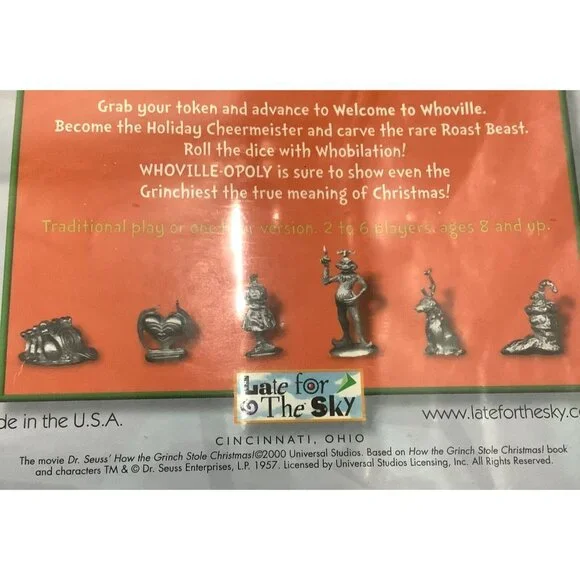 Grab your token and advance to Welcome to Whoville.
Become the Holiday Cheermeister and carve the rare Roast Beast.
Roll the dice with Whobilation!
WHOVILLE-OPOLY is sure to show even the
Grinchiest the true meaning of Christmas!
Traditional play or one hour version. 2 to 6 players, ages 8 and up.
Late for
The Sky
de in the U.S.A.
www.lateforthesky.c
CINCINNATI, OHIO
The movie Dr. Seuss' How the Grinch Stole Christmas!©2000 Universal Studios. Based on How the Grinch Stole Christmas! book
and characters TM & © Dr. Seuss Enterprises, L.P. 1957. Licensed by Universal Studios Licensing, Inc. All Rights Reserved.